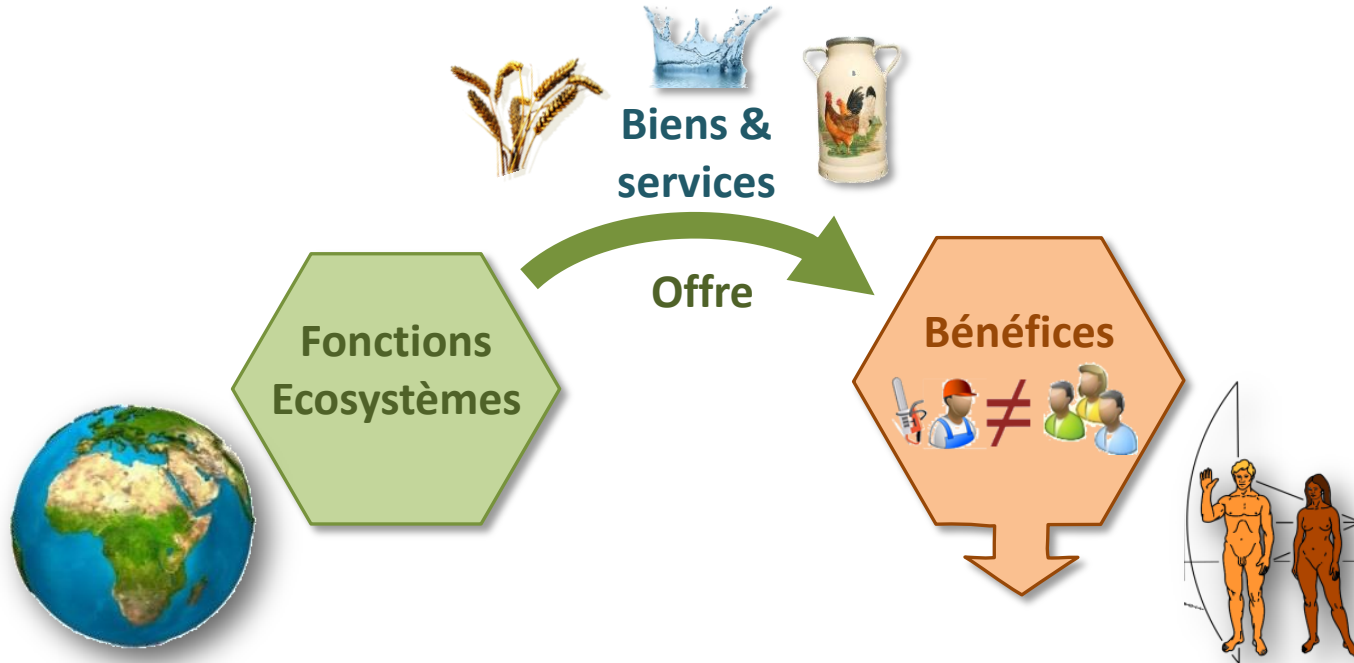 Biens &
services
Offre
Fonctions
Ecosystèmes
Bénéfices
≠